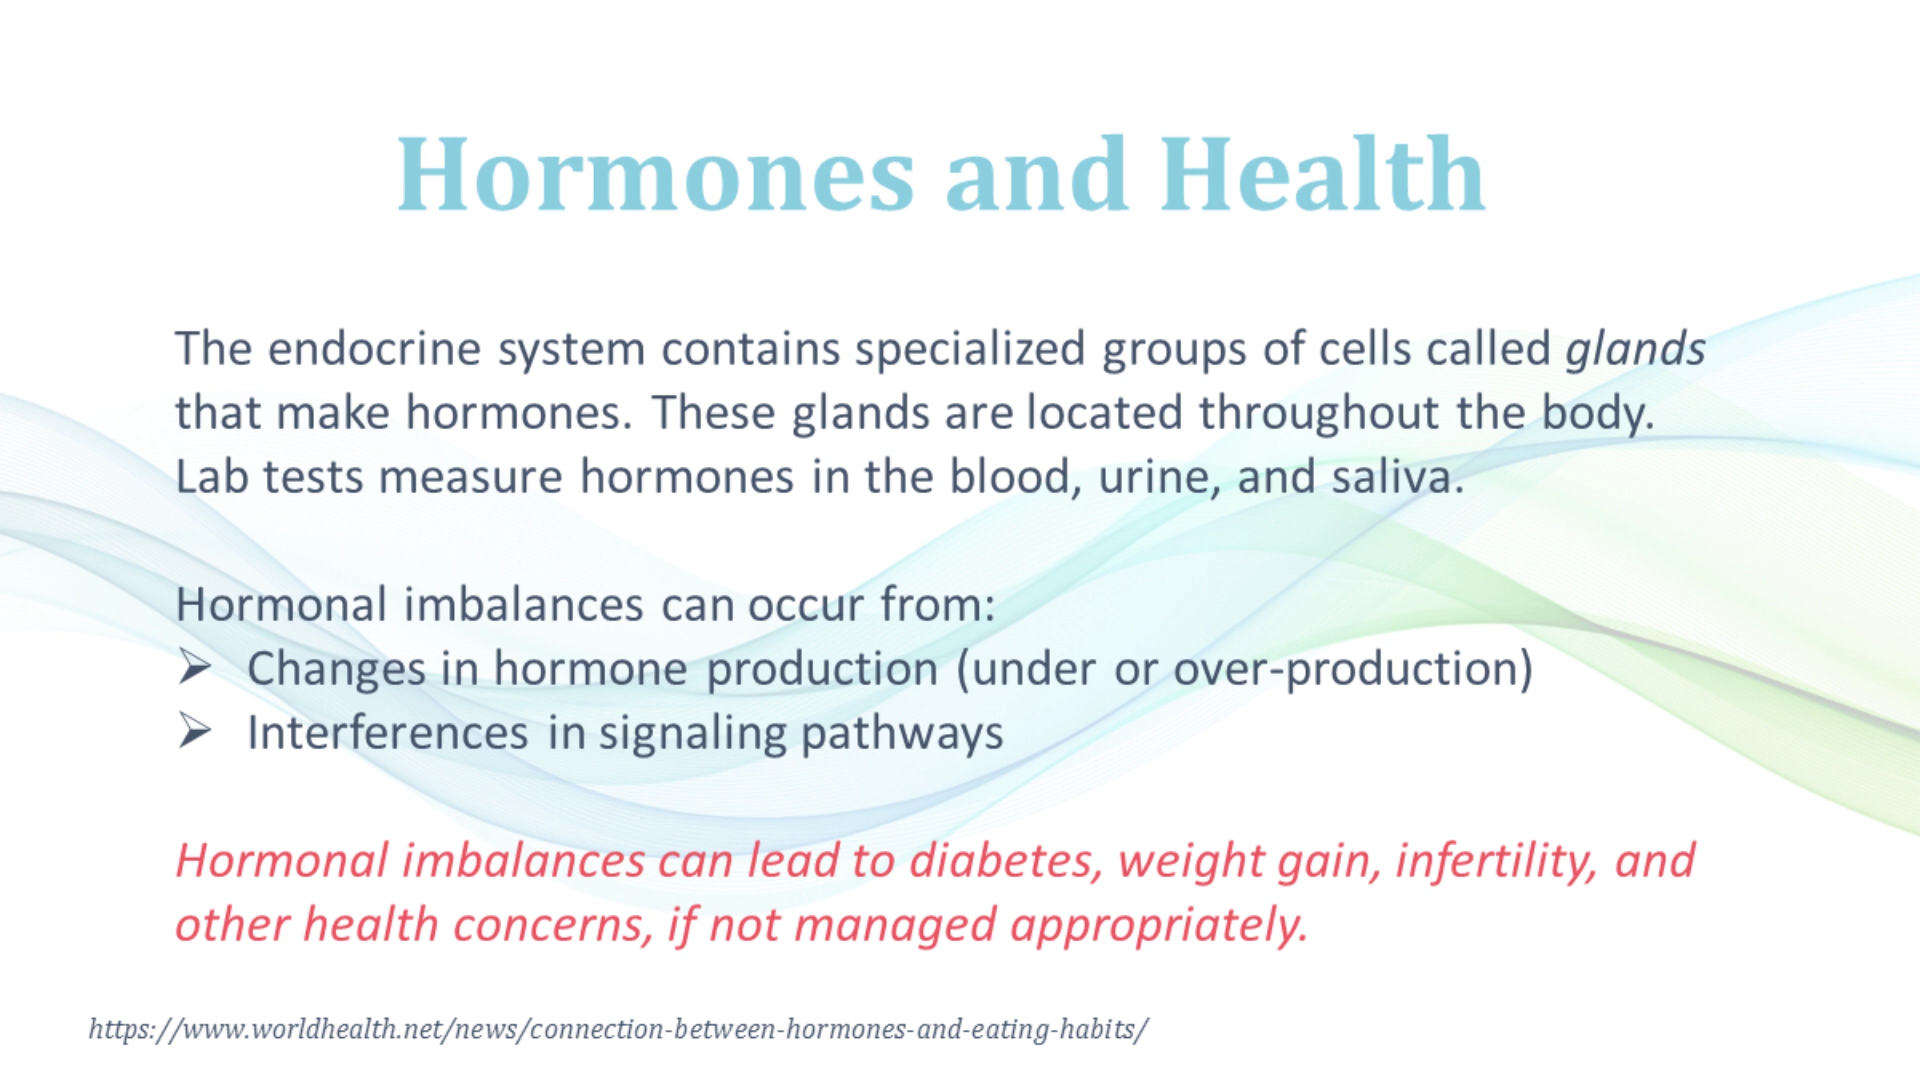 Hormones and Health
The endocrine system contains specialized groups of cells called glands
that make hormones. These glands are located throughout the body.
Lab tests measure hormones in the blood, urine, and saliva.
Hormonal imbalances can occur from:
➢ Changes in hormone production (under or over-production)
➢ Interferences in signaling pathways
Hormonal imbalances can lead to diabetes, weight gain, infertility, and
other health concerns, if not managed appropriately.
https://www.worldhealth.net/news/connection-between-hormones-and-eating-habits/